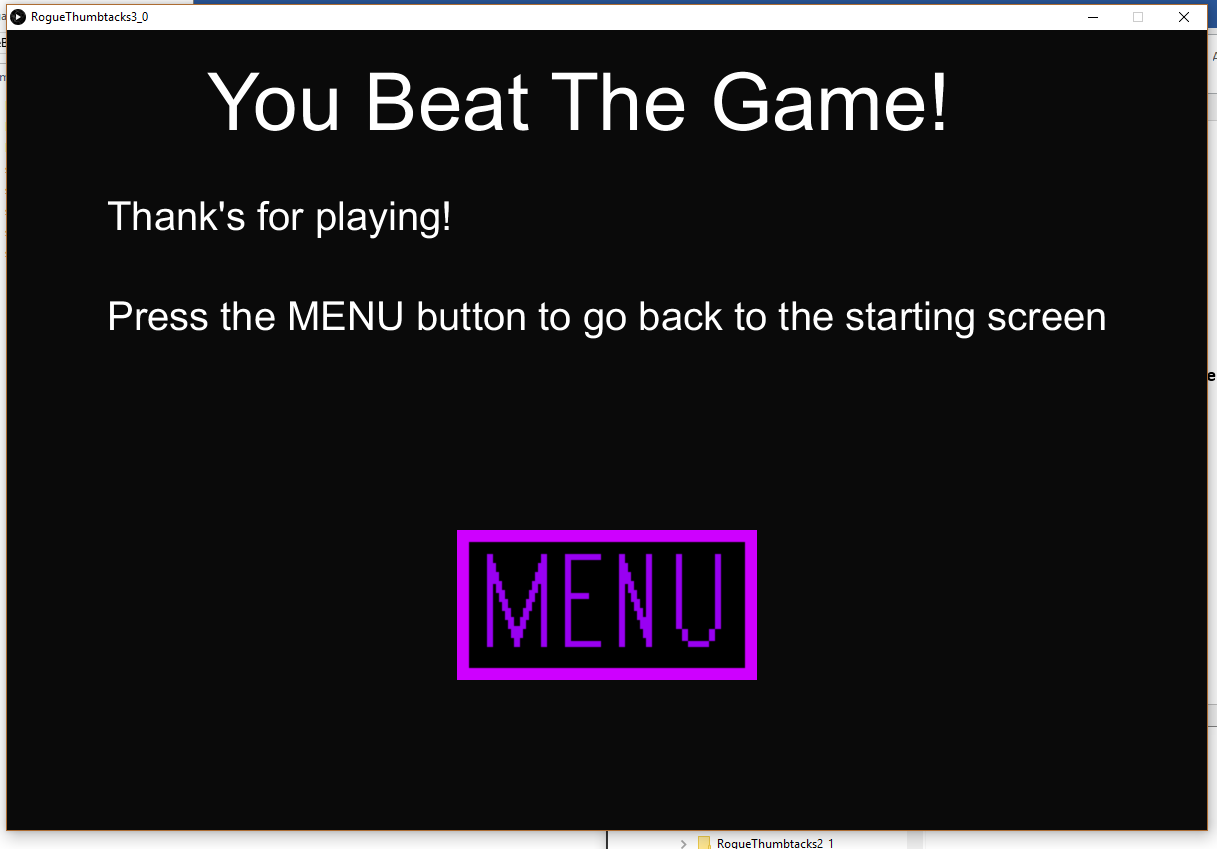 RogueThumbtacks3_0
You Beat The Game!
Thank's for playing!
Press the MENU button to go back to the starting screen
MENU
RogueThumbtacks2_1